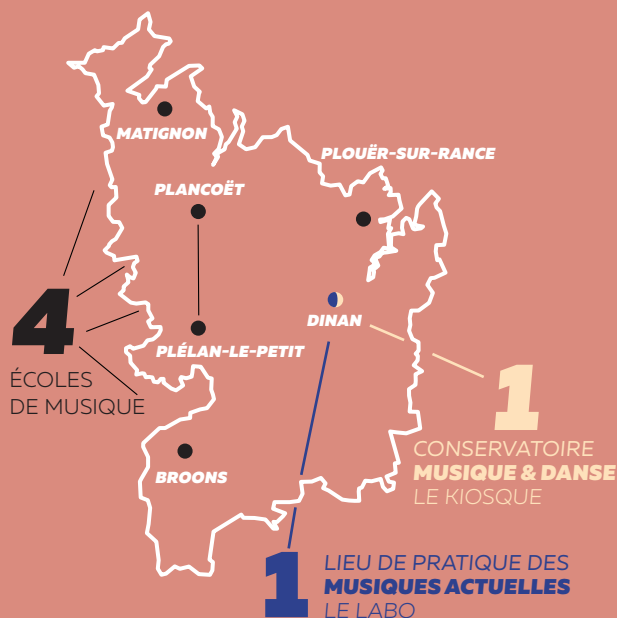 MATIGNON
PLOUËR-SUR-RANCE
PLANCOËT
DINAN
PLÉLAN-LE-PETIT
4
ÉCOLES
DE MUSIQUE
BROONS
1
CONSERVATOIRE
MUSIQUE & DANSE
LE KIOSQUE
1
LIEU DE PRATIQUE DES
MUSIQUES ACTUELLES
LE LABO